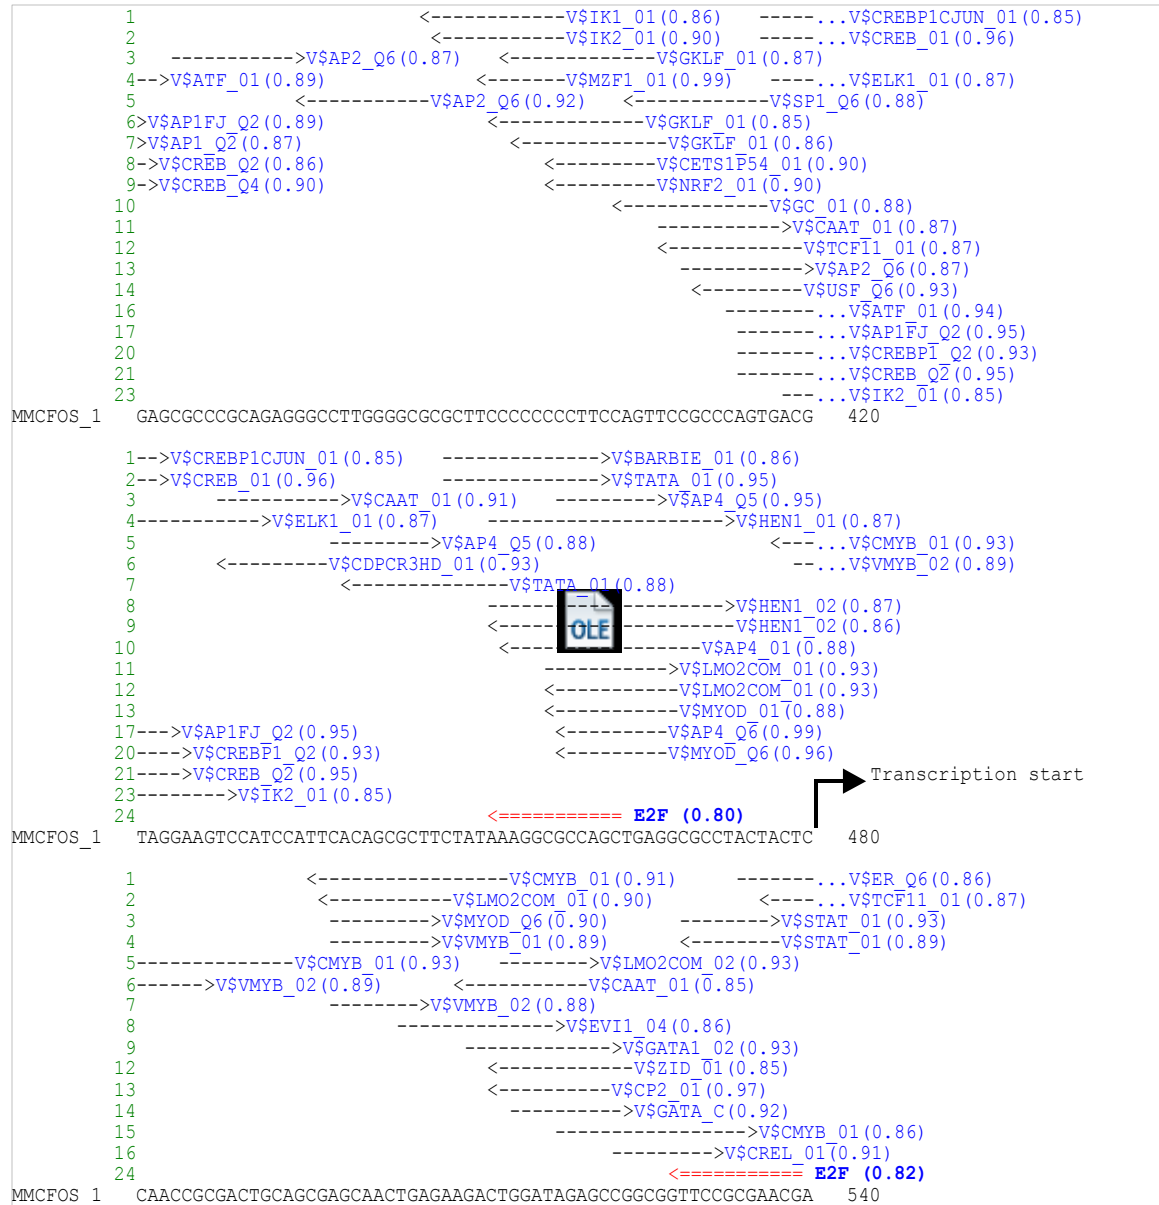 1 <------------V$IK1_01(0.86) -----...V$CREBP1CJUN_01(0.85)
2 <-----------V$IK2_01(0.90) -----...V$CREB_01(0.96)
3 ----------->V$AP2_Q6(0.87) <-------------V$GKLF_01(0.87)
4-->V$ATF_01(0.89) <-------V$MZF1_01(0.99) ----...V$ELK1_01(0.87)
5 <-----------V$AP2_Q6(0.92) <------------V$SP1_Q6(0.88)
6>V$AP1FJ_Q2(0.89) <-------------V$GKLF_01(0.85)
7>V$AP1_Q2(0.87) <-------------V$GKLF_01(0.86)
8->V$CREB_Q2(0.86) <---------V$CETS1P54_01(0.90)
9->V$CREB_Q4(0.90) <---------V$NRF2_01(0.90)
10 <-------------V$GC_01(0.88)
11 ----------->V$CAAT_01(0.87)
12 <------------V$TCF11_01(0.87)
13 ----------->V$AP2_Q6(0.87)
14 <---------V$USF_Q6(0.93)
16 --------...V$ATF_01(0.94)
17 -------...V$AP1FJ_Q2(0.95)
20 -------...V$CREBP1_Q2(0.93)
21 -------...V$CREB_Q2(0.95)
23 ---...V$IK2_01(0.85)
MMCFOS_1 GAGCGCCCGCAGAGGGCCTTGGGGCGCGCTTCCCCCCCCTTCCAGTTCCGCCCAGTGACG 420
1-->V$CREBP1CJUN_01(0.85) -------------->V$BARBIE_01(0.86)
2-->V$CREB_01(0.96) -------------->V$TATA_01(0.95)
3 ----------->V$CAAT_01(0.91) --------->V$AP4_Q5(0.95)
4----------->V$ELK1_01(0.87) --------------------->V$HEN1_01(0.87)
5 --------->V$AP4_Q5(0.88) <---...V$CMYB_01(0.93)
6 <---------V$CDPCR3HD_01(0.93) --...V$VMYB_02(0.89)
7 <--------------V$TATA_01(0.88)
OLE
8 --------------------->V$HEN1_02(0.87)
9 <---------------------V$HEN1_02(0.86)
10 <-----------------V$AP4_01(0.88)
11 ----------->V$LMO2COM_01(0.93)
12 <-----------V$LMO2COM_01(0.93)
13 <-----------V$MYOD_01(0.88)
17--->V$AP1FJ_Q2(0.95) <---------V$AP4_Q6(0.99)
20---->V$CREBP1_Q2(0.93) <---------V$MYOD_Q6(0.96)
21---->V$CREB_Q2(0.95) Transcription start
23-------->V$IK2_01(0.85)
24 <=========== E2F (0.80)
MMCFOS_1 TAGGAAGTCCATCCATTCACAGCGCTTCTATAAAGGCGCCAGCTGAGGCGCCTACTACTC 480
1 <-----------------V$CMYB_01(0.91) -------...V$ER_Q6(0.86)
2 <-----------V$LMO2COM_01(0.90) <----...V$TCF11_01(0.87)
3 --------->V$MYOD_Q6(0.90) -------->V$STAT_01(0.93)
4 --------->V$VMYB_01(0.89) <--------V$STAT_01(0.89)
5--------------V$CMYB_01(0.93) -------->V$LMO2COM_02(0.93)
6------>V$VMYB_02(0.89) <-----------V$CAAT_01(0.85)
7 -------->V$VMYB_02(0.88)
8 -------------->V$EVI1_04(0.86)
9 ------------->V$GATA1_02(0.93)
12 <------------V$ZID_01(0.85)
13 <----------V$CP2_01(0.97)
14 ---------->V$GATA_C(0.92)
15 ----------------->V$CMYB_01(0.86)
16 --------->V$CREL_01(0.91)
24 <=========== E2F (0.82)
MMCFOS 1 CAACCGCGACTGCAGCGAGCAACTGAGAAGACTGGATAGAGCCGGCGGTTCCGCGAACGA 540